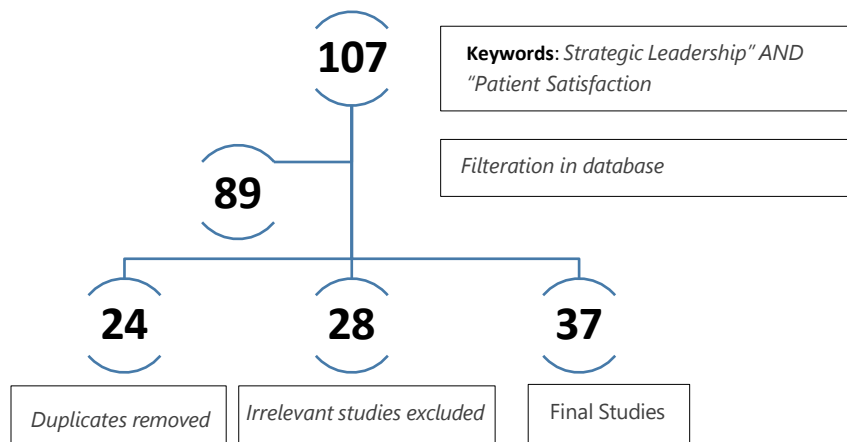 107
Keywords: Strategic Leadership” AND
“Patient Satisfaction
89
Filteration in database
24
28
37
Duplicates removed
Irrelevant studies excluded
Final Studies